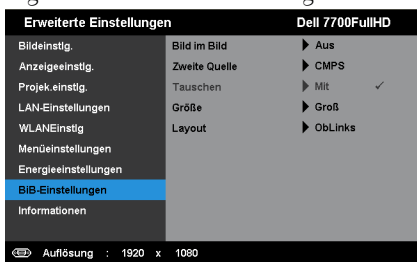 Erweiterte Einstellungen Dell 7700FullHD
Bildeinstlg. Bild im Bild Aus
Anzeigeeinstlg. Zweite Quelle CMPS
Projek.einstlg. Tauschen Mit ✓
LAN-Einstellungen Größe Groß
WLANEinstlg Layout ObLinks
Menüeinstellungen
Energieeinstellungen
BiB-Einstellungen
Informationen
Auflösung : 1920 x 1080